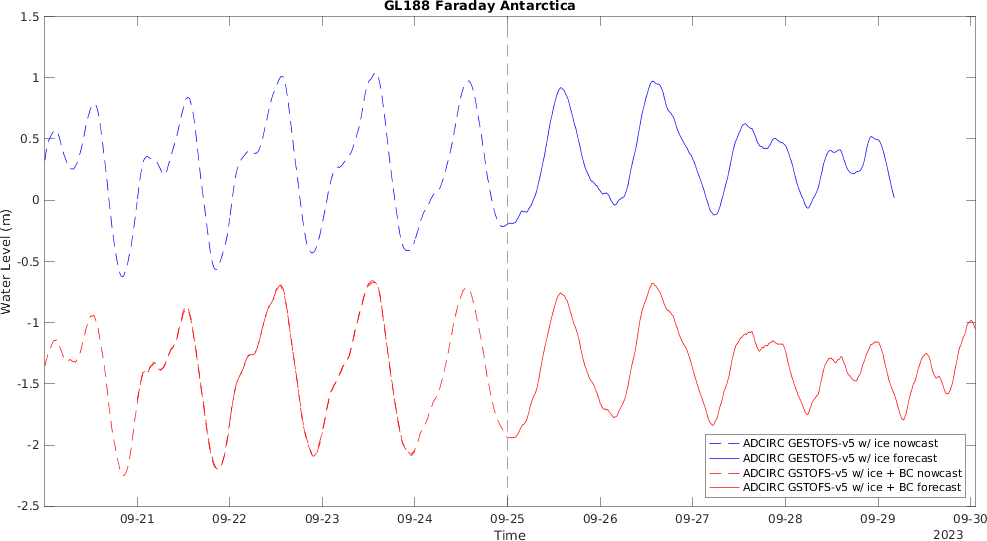 GL188 Faraday Antarctica
1.5
1
0.5
0
-0.5
-1
-1.5
-2
-2.5
Water Level (m)
ADCIRC GESTOFS-v5 w/ ice nowcast
ADCIRC GESTOFS-v5 w/ ice forecast
ADCIRC GSTOFS-v5 w/ ice + BC nowcast
ADCIRC GSTOFS-v5 w/ ice + BC forecast
09-21 09-22 09-23 09-24 09-25 09-26 09-27 09-28 09-29 09-30
Time
2023